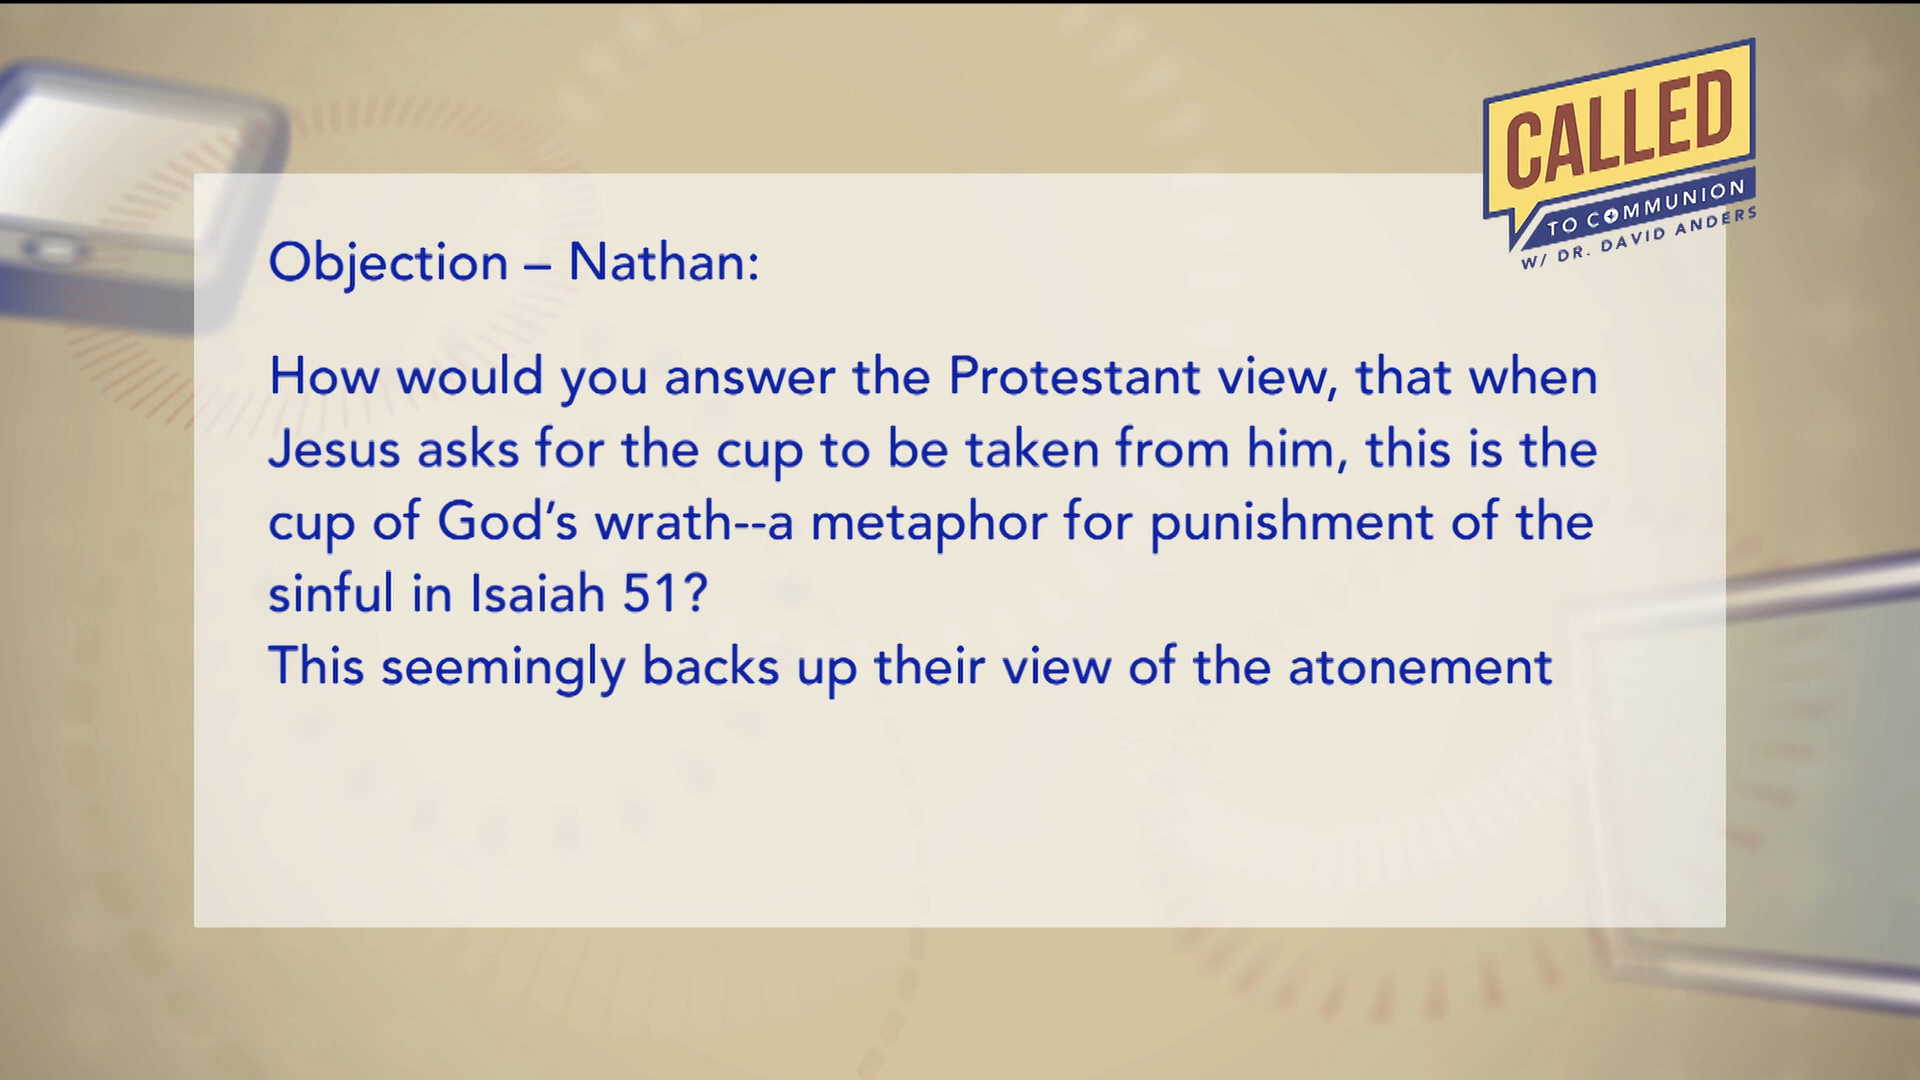 CALLED
TO COMMUNION
W/ DR. DAVID ANDERS
Objection – Nathan:
How would you answer the Protestant view, that when
Jesus asks for the cup to be taken from him, this is the
cup of God’s wrath--a metaphor for punishment of the
sinful in Isaiah 51?
This seemingly backs up their view of the atonement